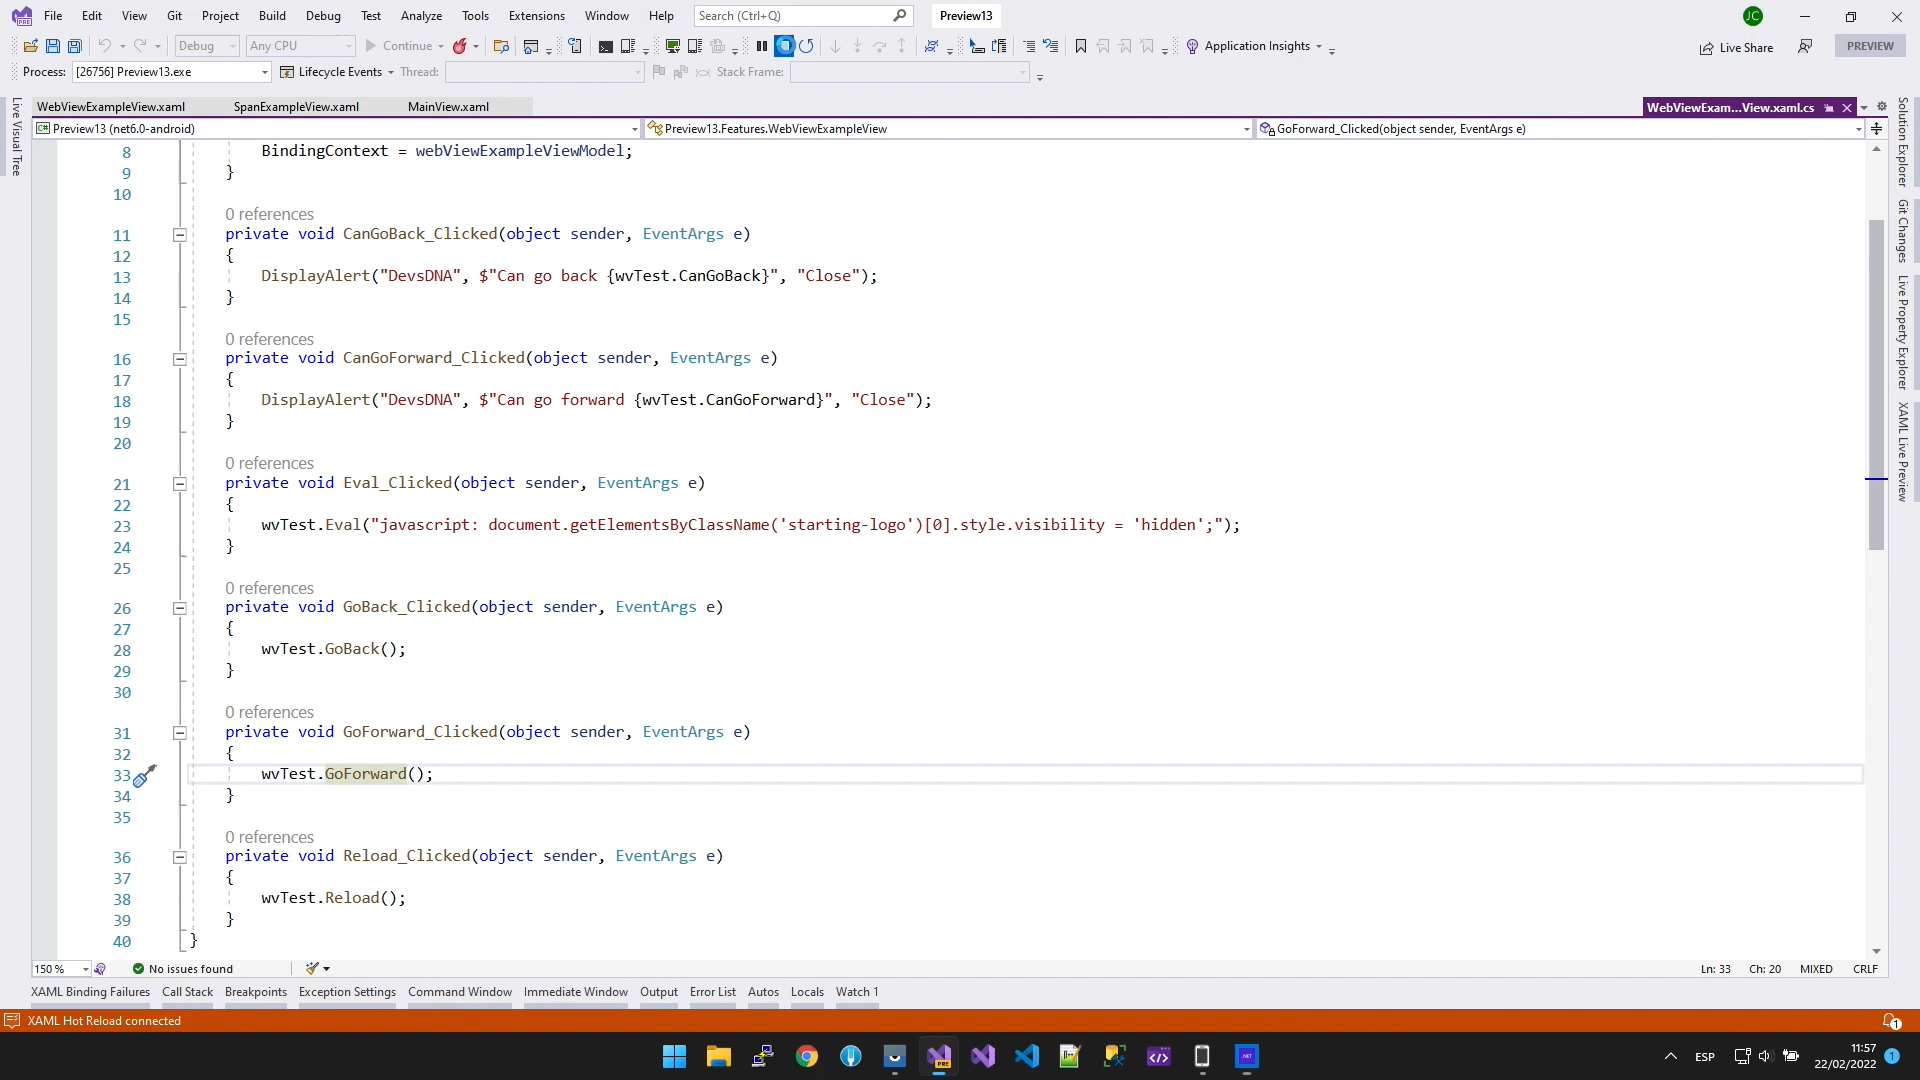 File Edit View Git Project Build Debug Test Analyze Tools Extensions Window Help Search (Ctrl+Q) Preview13 JC
Debug Any CPU Continue Application Insights Live Share PREVIEW
Process: [26756] Preview13.exe Lifecycle Events Thread: Stack Frame:
WebViewExampleView.xaml SpanExampleView.xaml MainView.xaml WebViewExam...View.xaml.cs
Preview13 (net6.0-android) Preview13.Features.WebViewExampleView GoForward_Clicked(object sender, EventArgs e)
Live Visual Tree
Solution Explorer
Git Changes
Live Property Explorer
XAML Live Preview
8 BindingContext = webViewExampleViewModel;
9 }
10
0 references
11 private void CanGoBack_Clicked(object sender, EventArgs e)
12 {
13 DisplayAlert("DevsDNA", $"Can go back {wvTest.CanGoBack}", "Close");
14 }
15
0 references
16 private void CanGoForward_Clicked(object sender, EventArgs e)
17 {
18 DisplayAlert("DevsDNA", $"Can go forward {wvTest.CanGoForward}", "Close");
19 }
20
0 references
21 private void Eval_Clicked(object sender, EventArgs e)
22 {
23 wvTest.Eval("javascript: document.getElementsByClassName('starting-logo')[0].style.visibility = 'hidden';");
24 }
25
0 references
26 private void GoBack_Clicked(object sender, EventArgs e)
27 {
28 wvTest.GoBack();
29 }
30
0 references
31 private void GoForward_Clicked(object sender, EventArgs e)
32 {
33 wvTest.GoForward();
34 }
35
0 references
36 private void Reload_Clicked(object sender, EventArgs e)
37 {
38 wvTest.Reload();
39 }
40 }
150 % No issues found Ln: 33 Ch: 20 MIXED CRLF
XAML Binding Failures Call Stack Breakpoints Exception Settings Command Window Immediate Window Output Error List Autos Locals Watch 1
XAML Hot Reload connected 1
ESP 11:57
22/02/2022 1